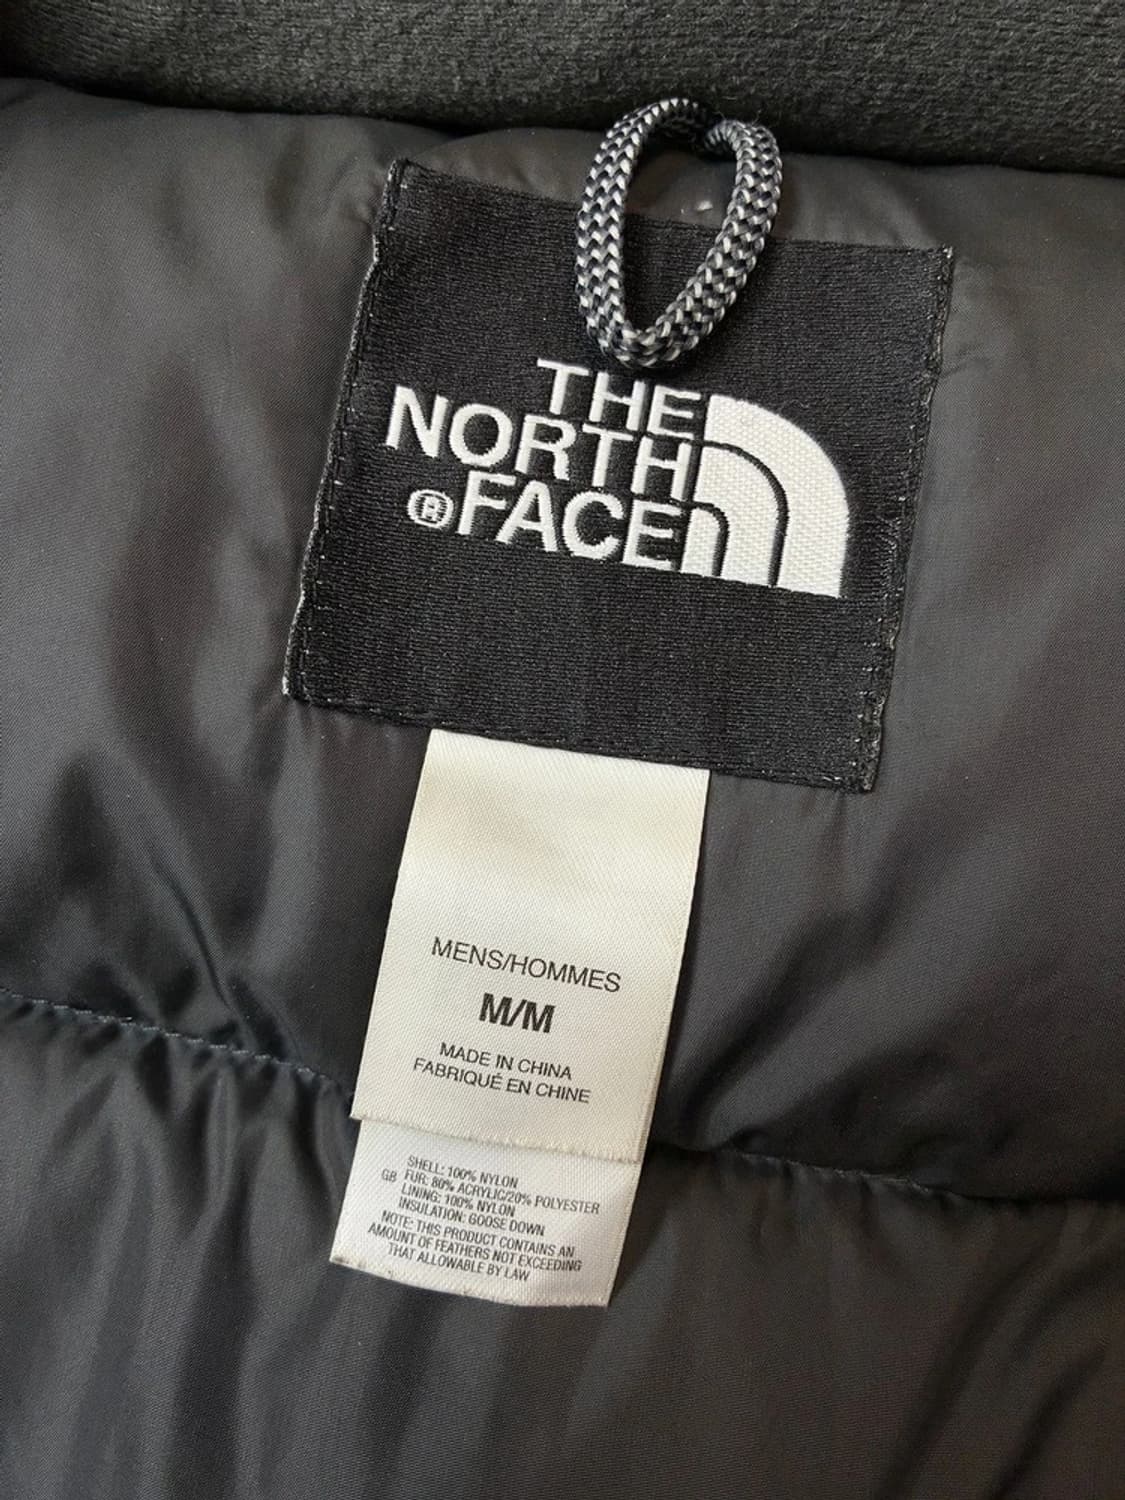 THE
NORTH
®FACE
MENS/HOMMES
M/M
MADE IN CHINA
FABRIQUÉ EN CHINE
SHELL: 100% NYLON
GB FUR: 80% ACRYLIC/20% POLYESTER
LINING: 100% NYLON
INSULATION: GOOSE DOWN
NOTE: THIS PRODUCT CONTAINS AN
AMOUNT OF FEATHERS NOT EXCEEDING
THAT ALLOWABLE BY LAW